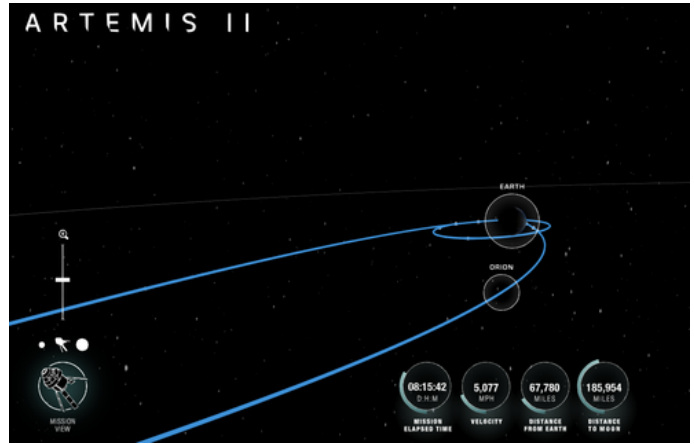 ARTEMIS II
EARTH
ORION
08:15:42
D:H:M
MISSION
ELAPSED TIME
5,077
MPH
VELOCITY
67,780
MILES
DISTANCE
FROM EARTH
185,954
MILES
DISTANCE
TO MOON
MISSION
VIEW